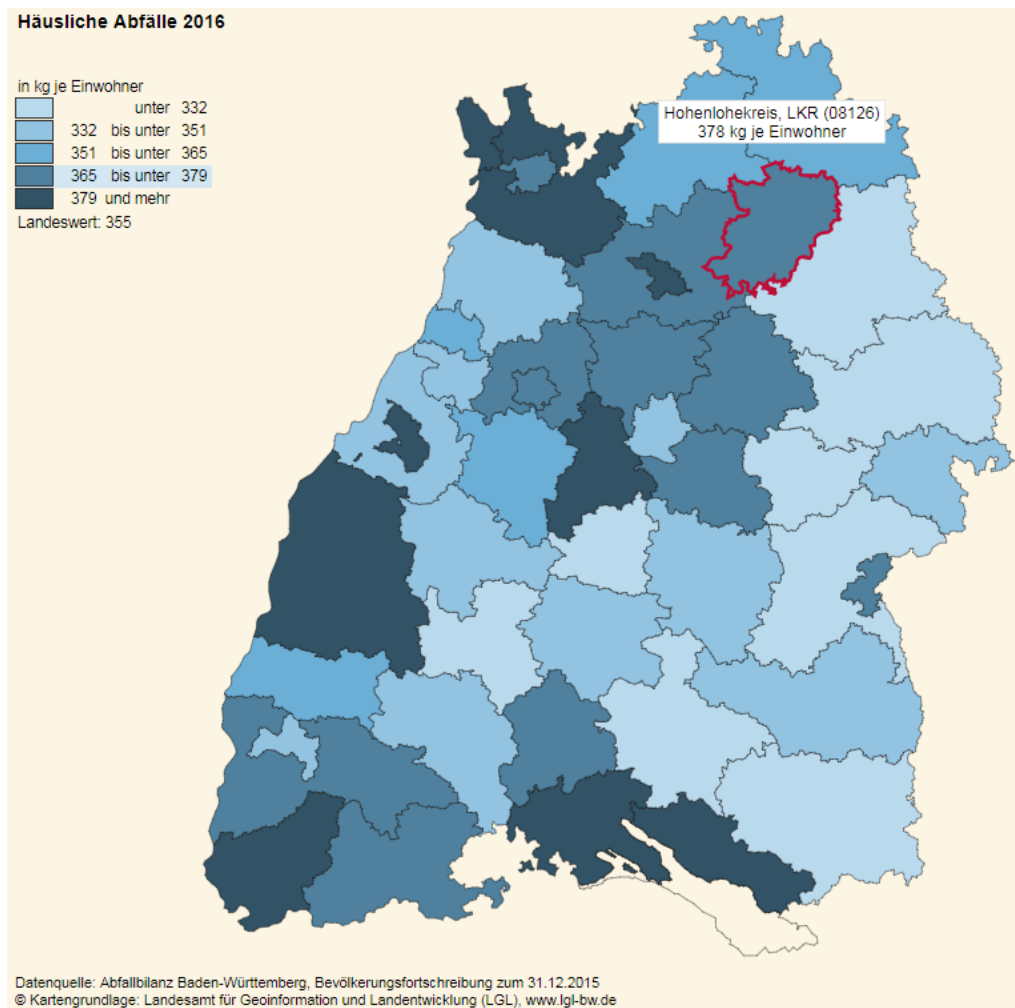 Häusliche Abfälle 2016
in kg je Einwohner
unter 332
332 bis unter 351
351 bis unter 365
365 bis unter 379
379 und mehr
Landeswert: 355
Hohenlohekreis, LKR (08126)
378 kg je Einwohner
Datenquelle: Abfallbilanz Baden-Württemberg, Bevölkerungsfortschreibung zum 31.12.2015
© Kartengrundlage: Landesamt für Geoinformation und Landentwicklung (LGL), www.lgl-bw.de